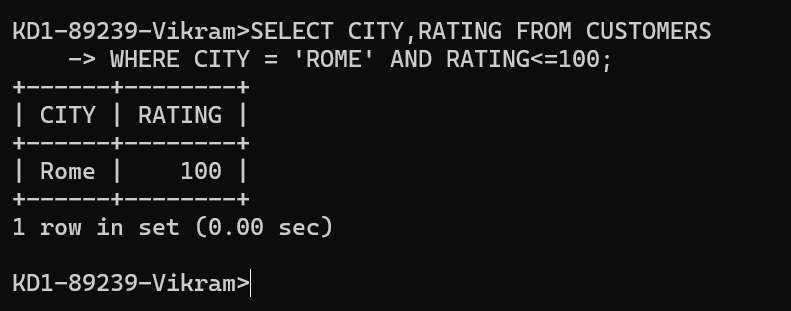 KD1-89239-Vikram>SELECT CITY,RATING FROM CUSTOMERS
    -> WHERE CITY = 'ROME' AND RATING<=100;
+------+--------+
| CITY | RATING |
+------+--------+
| Rome |    100 |
+------+--------+
1 row in set (0.00 sec)

KD1-89239-Vikram>